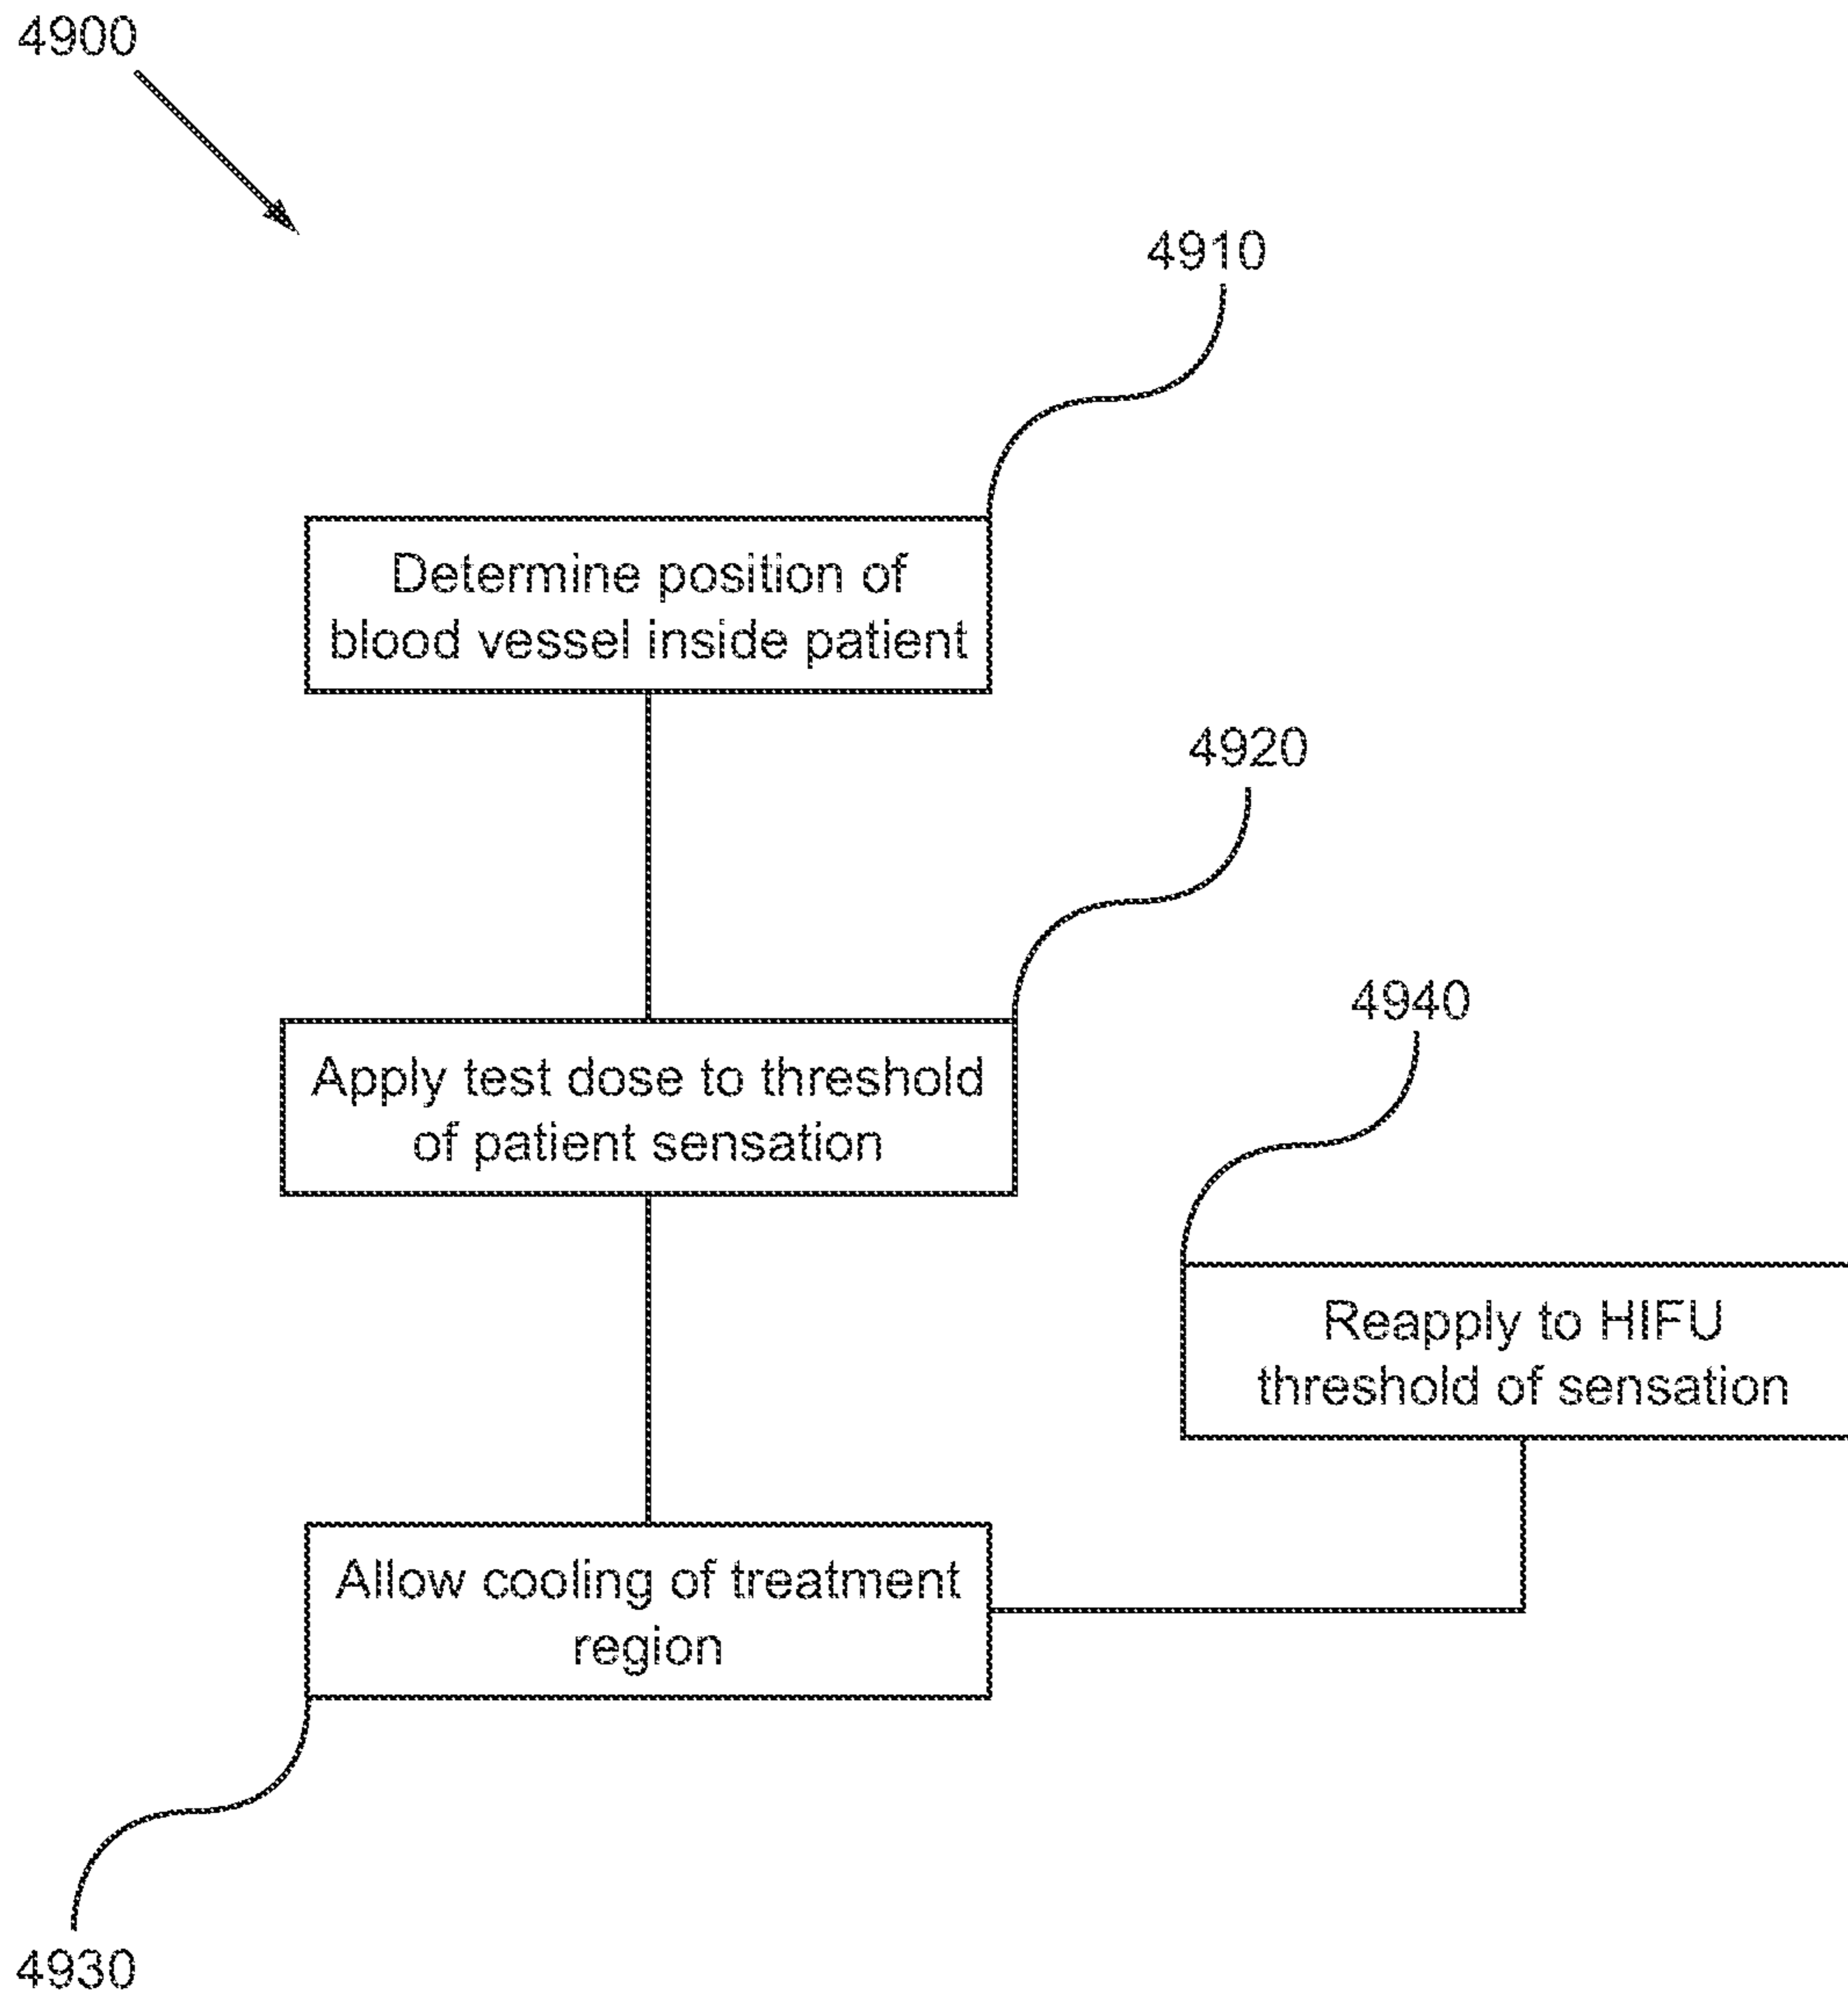 4900
4910
Determine position of
blood vessel inside patient
4920
Apply test dose to threshold
of patient sensation
4940
Reapply to HIFU
threshold of sensation
Allow cooling of treatment
region
4930